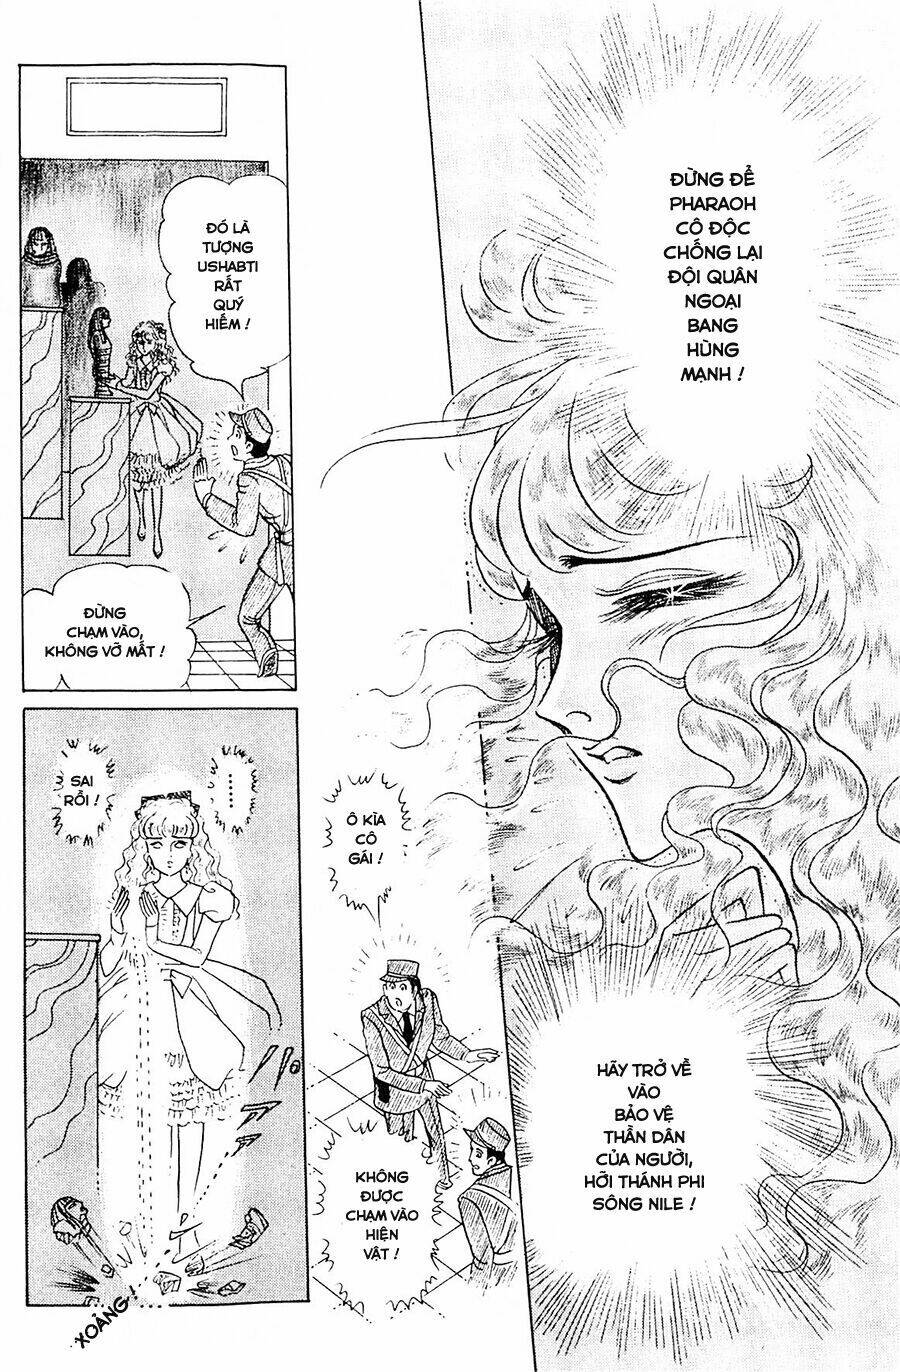 ĐỪNG ĐỂ
PHARAOH
CÔ ĐỘC
CHỐNG LẠI
ĐỘI QUÂN
NGOẠI
BANG
HÙNG
MẠNH !
HÃY TRỞ VỀ
VÀO
BẢO VỆ
THẦN DÂN
CỦA NGƯỜI,
HỠI THÁNH PHI
SÔNG NILE !
ĐÓ LÀ
TƯỢNG
USHABTI
RẤT
QUÝ
HIẾM !
ĐỪNG
CHẠM VÀO,
KHÔNG VỠ MẤT !
Ô KÌA
CÔ
GÁI !
KHÔNG
ĐƯỢC
CHẠM VÀO
HIỆN
VẬT !
......
SAI
RỒI !
XOẢNG !